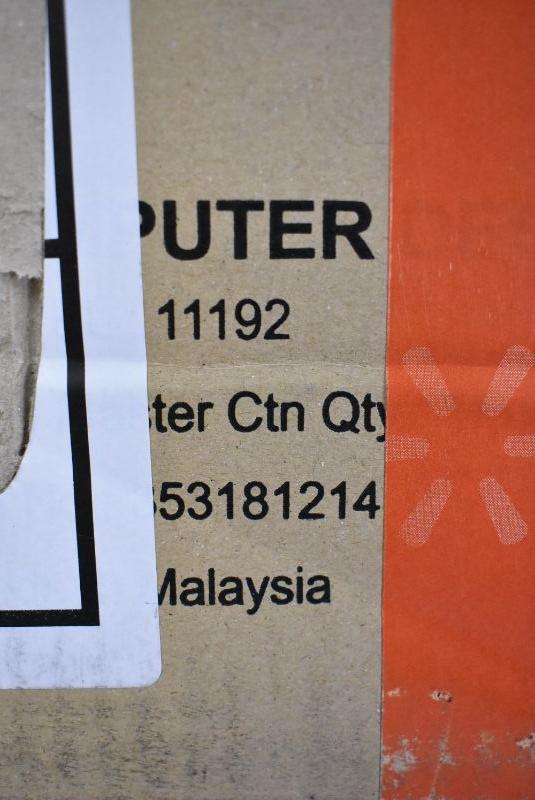 PUTER
11192
ster Ctn Qty
53181214
Malaysia